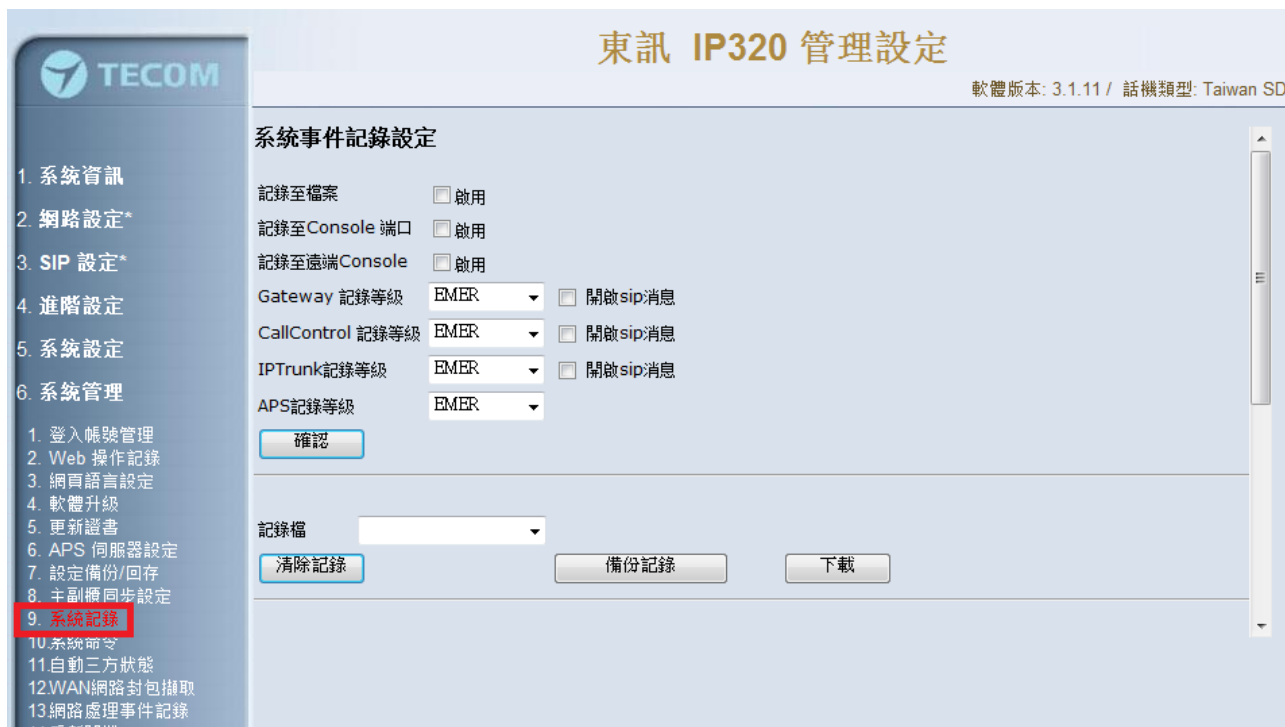 TECOM
東訊 IP320 管理設定
軟體版本: 3.1.11 / 話機類型: Taiwan SD
1. 系統資訊
2. 網路設定*
3. SIP 設定*
4. 進階設定
5. 系統設定
6. 系統管理
1. 登入帳號管理
2. Web 操作記錄
3. 網頁語言設定
4. 軟體升級
5. 更新證書
6. APS 伺服器設定
7. 設定備份/回存
8. 主副櫃同步設定
9. 系統記錄
10.系統命令
11.自動三方狀態
12.WAN網路封包擷取
13.網路處理事件記錄
系統事件記錄設定
記錄至檔案 啟用
記錄至Console 端口 啟用
記錄至遠端Console 啟用
Gateway 記錄等級 EMER 開啟sip消息
CallControl 記錄等級 EMER 開啟sip消息
IPTrunk記錄等級 EMER 開啟sip消息
APS記錄等級 EMER
確認
記錄檔
清除記錄 備份記錄 下載